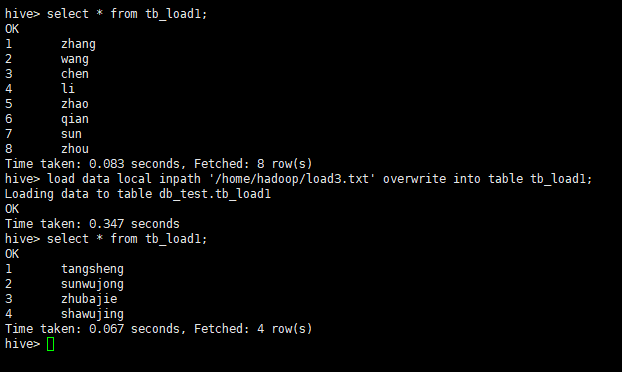 hive> select * from tb_load1;
OK
1 zhang
2 wang
3 chen
4 li
5 zhao
6 qian
7 sun
8 zhou
Time taken: 0.083 seconds, Fetched: 8 row(s)
hive> load data local inpath '/home/hadoop/load3.txt' overwrite into table tb_load1;
Loading data to table db_test.tb_load1
OK
Time taken: 0.347 seconds
hive> select * from tb_load1;
OK
1 tangsheng
2 sunwujong
3 zhubajie
4 shawujing
Time taken: 0.067 seconds, Fetched: 4 row(s)
hive>